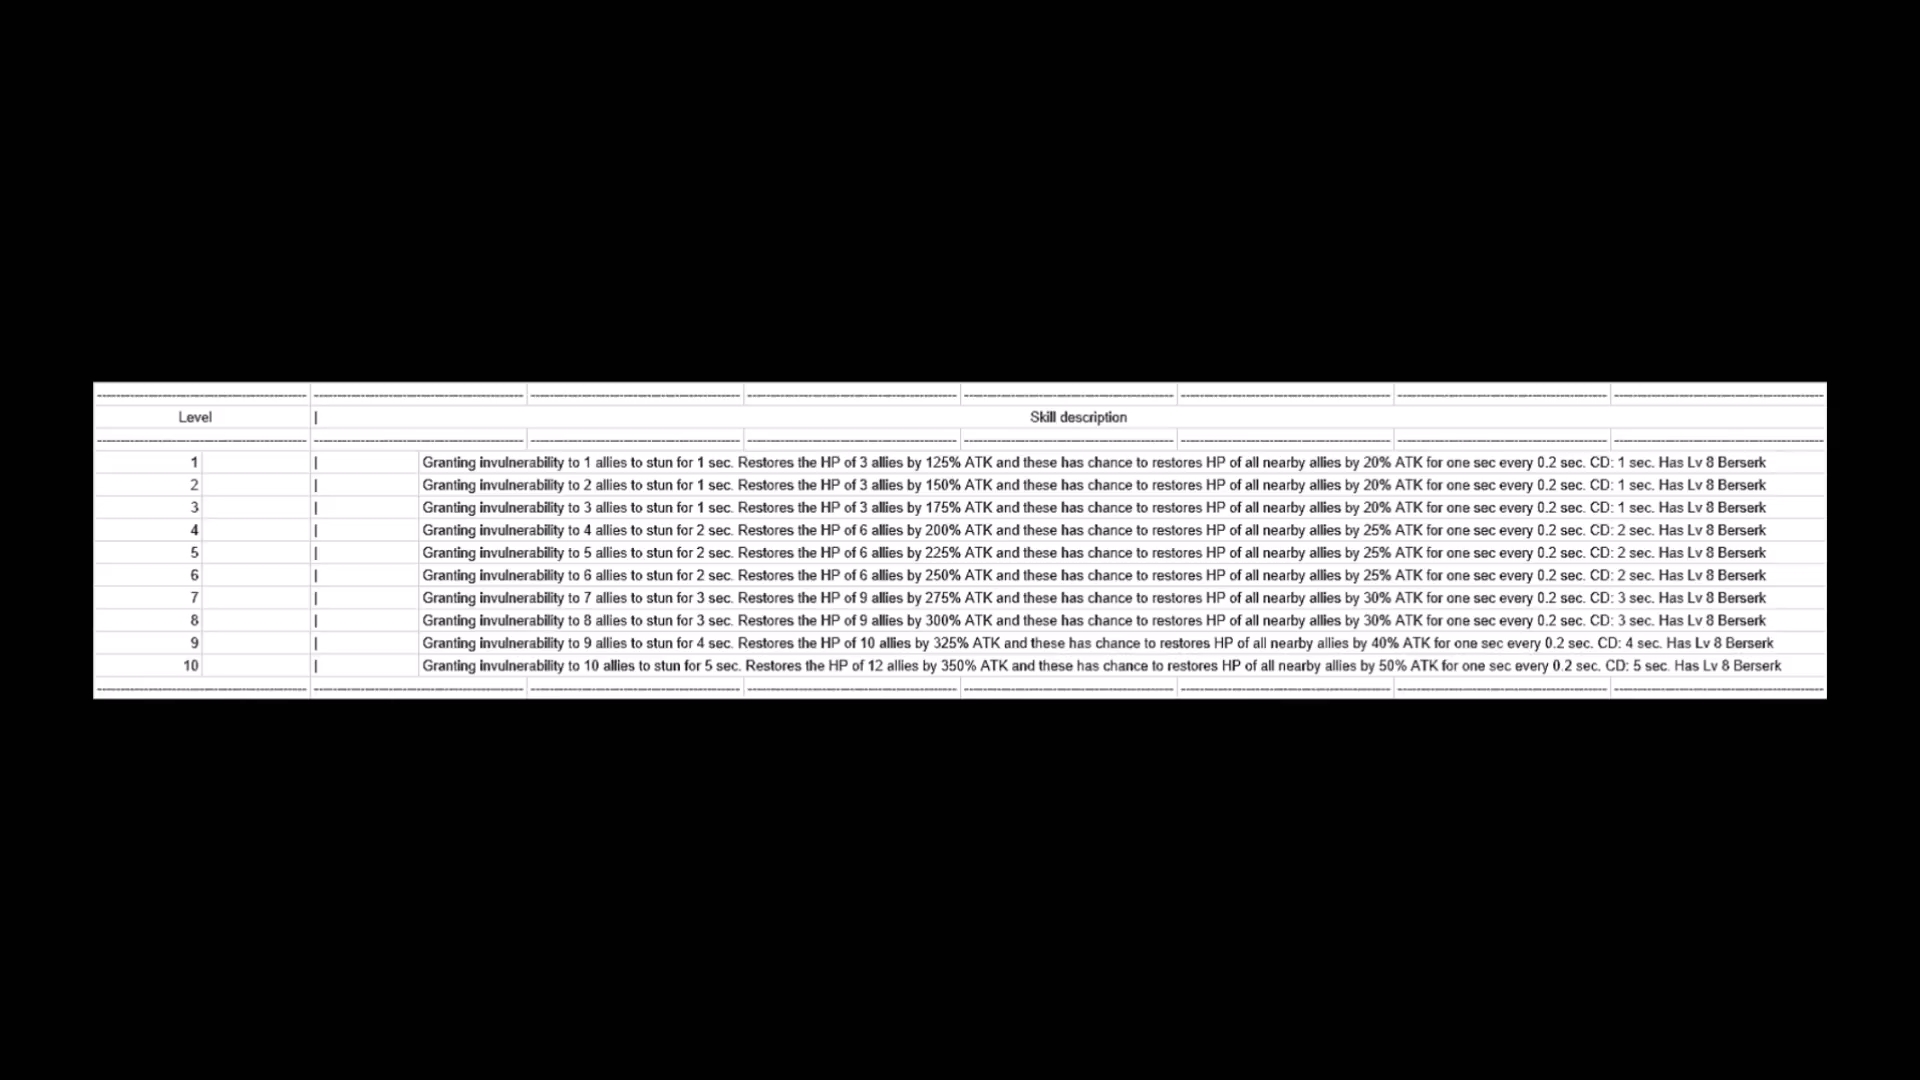 Level | Skill description
1 | Granting invulnerability to 1 allies to stun for 1 sec. Restores the HP of 3 allies by 125% ATK and these has chance to restores HP of all nearby allies by 20% ATK for one sec every 0.2 sec. CD: 1 sec. Has Lv 8 Berserk
2 | Granting invulnerability to 2 allies to stun for 1 sec. Restores the HP of 3 allies by 150% ATK and these has chance to restores HP of all nearby allies by 20% ATK for one sec every 0.2 sec. CD: 1 sec. Has Lv 8 Berserk
3 | Granting invulnerability to 3 allies to stun for 1 sec. Restores the HP of 3 allies by 175% ATK and these has chance to restores HP of all nearby allies by 20% ATK for one sec every 0.2 sec. CD: 1 sec. Has Lv 8 Berserk
4 | Granting invulnerability to 4 allies to stun for 2 sec. Restores the HP of 6 allies by 200% ATK and these has chance to restores HP of all nearby allies by 25% ATK for one sec every 0.2 sec. CD: 2 sec. Has Lv 8 Berserk
5 | Granting invulnerability to 5 allies to stun for 2 sec. Restores the HP of 6 allies by 225% ATK and these has chance to restores HP of all nearby allies by 25% ATK for one sec every 0.2 sec. CD: 2 sec. Has Lv 8 Berserk
6 | Granting invulnerability to 6 allies to stun for 2 sec. Restores the HP of 6 allies by 250% ATK and these has chance to restores HP of all nearby allies by 25% ATK for one sec every 0.2 sec. CD: 2 sec. Has Lv 8 Berserk
7 | Granting invulnerability to 7 allies to stun for 3 sec. Restores the HP of 9 allies by 275% ATK and these has chance to restores HP of all nearby allies by 30% ATK for one sec every 0.2 sec. CD: 3 sec. Has Lv 8 Berserk
8 | Granting invulnerability to 8 allies to stun for 3 sec. Restores the HP of 9 allies by 300% ATK and these has chance to restores HP of all nearby allies by 30% ATK for one sec every 0.2 sec. CD: 3 sec. Has Lv 8 Berserk
9 | Granting invulnerability to 9 allies to stun for 4 sec. Restores the HP of 10 allies by 325% ATK and these has chance to restores HP of all nearby allies by 40% ATK for one sec every 0.2 sec. CD: 4 sec. Has Lv 8 Berserk
10 | Granting invulnerability to 10 allies to stun for 5 sec. Restores the HP of 12 allies by 350% ATK and these has chance to restores HP of all nearby allies by 50% ATK for one sec every 0.2 sec. CD: 5 sec. Has Lv 8 Berserk